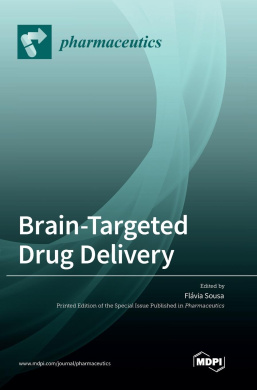 pharmaceutics
Brain-Targeted
Drug Delivery
Edited by
Flávia Sousa
Printed Edition of the Special Issue Published in Pharmaceutics
www.mdpi.com/journal/pharmaceutics
MDPI